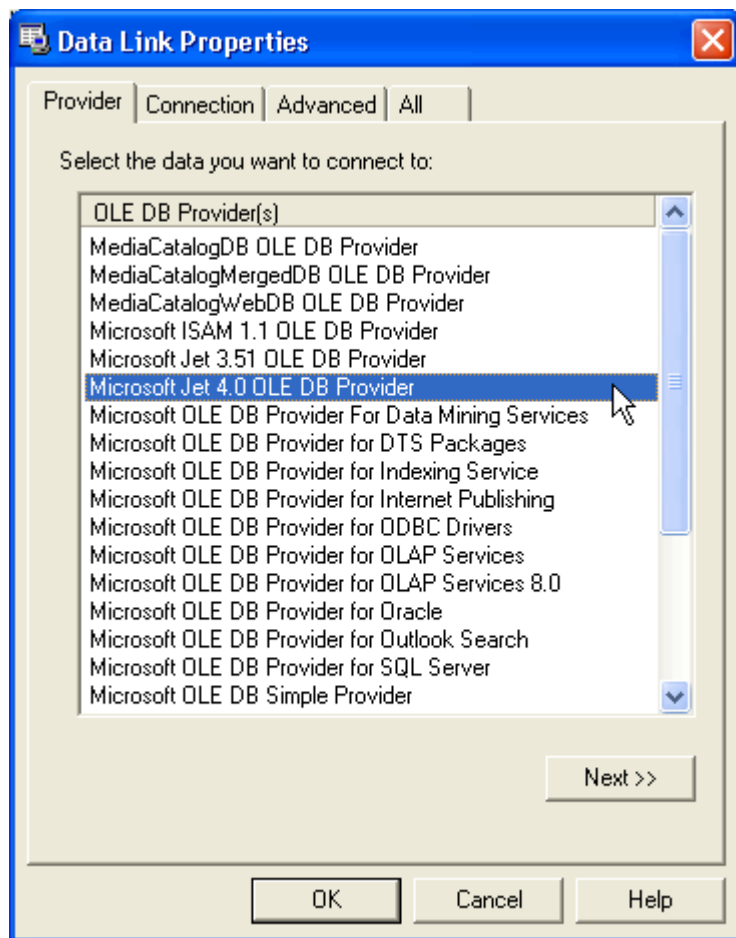 Data Link Properties
Provider Connection Advanced All
Select the data you want to connect to:
OLE DB Provider(s)
MediaCatalogDB OLE DB Provider
MediaCatalogMergedDB OLE DB Provider
MediaCatalogWebDB OLE DB Provider
Microsoft ISAM 1.1 OLE DB Provider
Microsoft Jet 3.51 OLE DB Provider
Microsoft Jet 4.0 OLE DB Provider
Microsoft OLE DB Provider For Data Mining Services
Microsoft OLE DB Provider for DTS Packages
Microsoft OLE DB Provider for Indexing Service
Microsoft OLE DB Provider for Internet Publishing
Microsoft OLE DB Provider for ODBC Drivers
Microsoft OLE DB Provider for OLAP Services
Microsoft OLE DB Provider for OLAP Services 8.0
Microsoft OLE DB Provider for Oracle
Microsoft OLE DB Provider for Outlook Search
Microsoft OLE DB Provider for SQL Server
Microsoft OLE DB Simple Provider
Next >>
OK Cancel Help